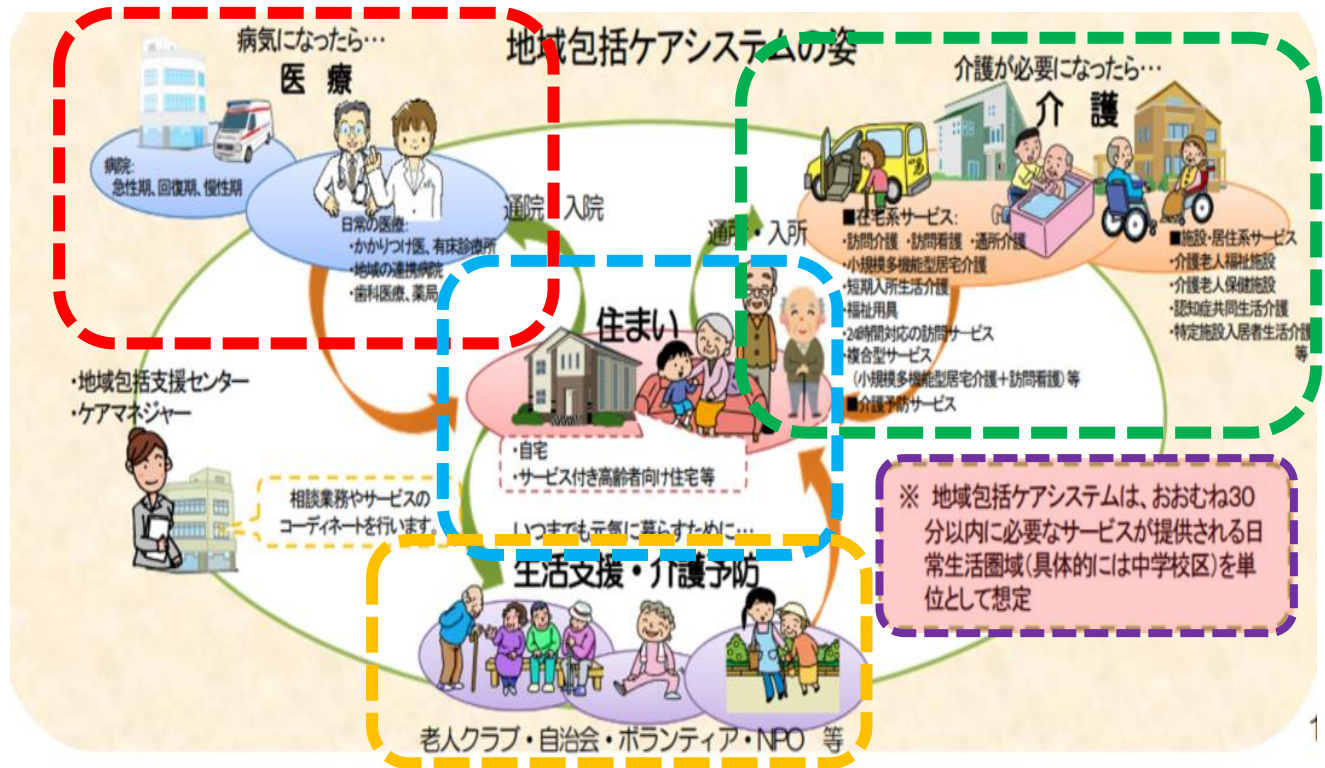 地域包括ケアシステムの姿
病気になったら…
医 療
病院:
急性期、回復期、慢性期
日常の医療:
・かかりつけ医、有床診療所
・地域の連携病院
・歯科医療、薬局
通院・入院
通所・入所
介護が必要になったら…
介 護
■在宅系サービス:
・訪問介護 ・訪問看護 ・通所介護
・小規模多機能型居宅介護
・短期入所生活介護
・福祉用具
・24時間対応の訪問サービス
・複合型サービス
（小規模多機能型居宅介護＋訪問看護）等
■介護予防サービス
■施設・居住系サービス
・介護老人福祉施設
・介護老人保健施設
・認知症共同生活介護
・特定施設入居者生活介護
等
住まい
・自宅
・サービス付き高齢者向け住宅等
・地域包括支援センター
・ケアマネジャー
相談業務やサービスの
コーディネートを行います。
いつまでも元気に暮らすために…
生活支援・介護予防
老人クラブ・自治会・ボランティア・NPO 等
※ 地域包括ケアシステムは、おおむね30
分以内に必要なサービスが提供される日
常生活圏域（具体的には中学校区）を単
位として想定